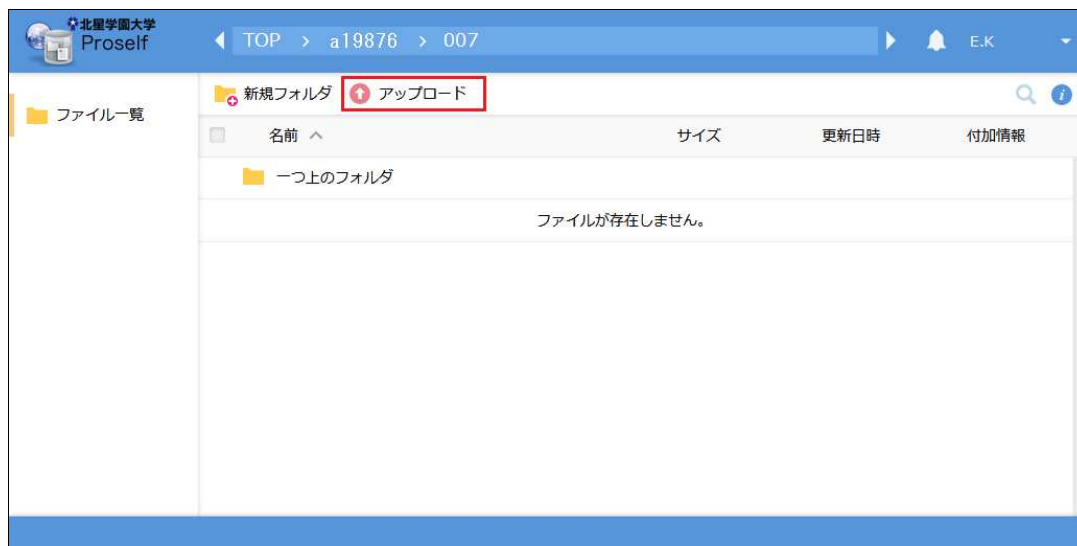 北星学園大学
Proself
TOP > a19876 > 007
E.K
ファイル一覧
新規フォルダ アップロード
名前 サイズ 更新日時 付加情報
一つ上のフォルダ
ファイルが存在しません。